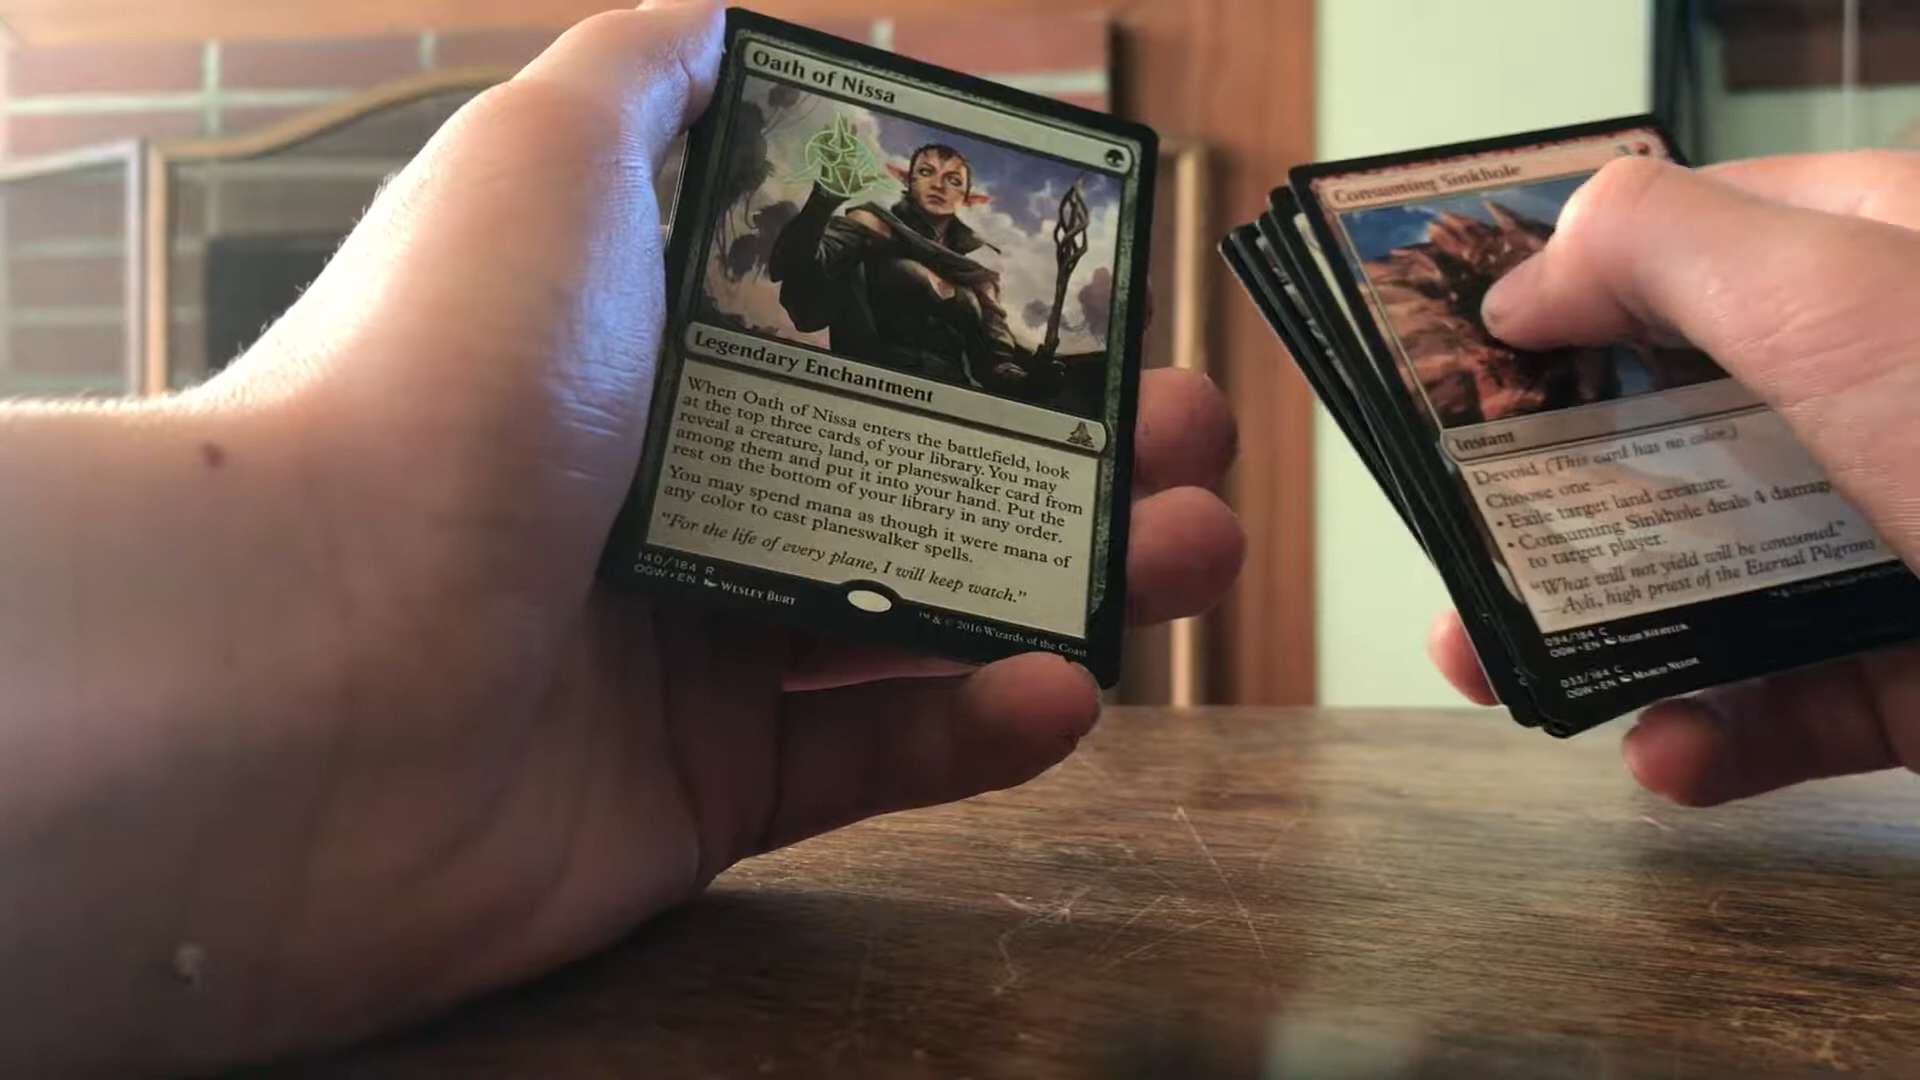 Oath of Nissa
Legendary Enchantment
When Oath of Nissa enters the battlefield, look
at the top three cards of your library. You may
reveal a creature, land, or planeswalker card from
among them and put it into your hand. Put the
rest on the bottom of your library in any order.
You may spend mana as though it were mana of
any color to cast planeswalker spells.
"For the life of every plane, I will keep watch."
140/184 R
OGW • EN WESLEY BURT
™ & © 2016 Wizards of the Coast
Consuming Sinkhole
Instant
Devoid (This card has no color.)
Choose one —
• Exile target land creature.
• Consuming Sinkhole deals 4 damage
to target player.
"What will not yield will be consumed."
—Ayli, high priest of the Eternal Pilgrims
094/184 C
OGW • EN
033/184 C
OGW • EN